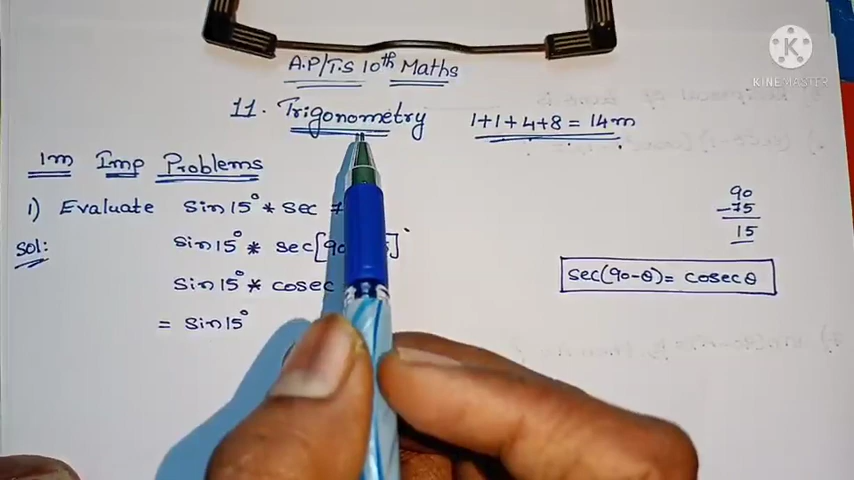 A.P/T.S 10th Maths
11. Trigonometry
1+1+4+8 = 14m
1m Imp Problems
1) Evaluate sin15° * sec
sol: sin15° * sec[90
sin15° * cosec
= sin15°
90
-75
15
sec(90-θ) = cosecθ
KINEMASTER